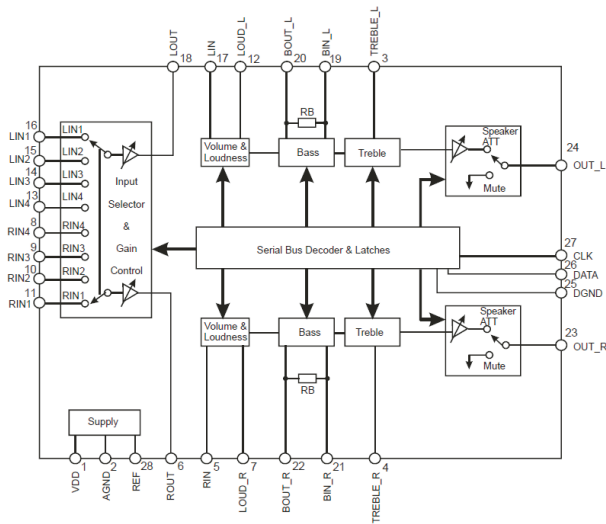 LOUT
LIN
LOUD_L
BOUT_L
BIN_L
TREBLE_L
18
17
12
20
19
3
16
LIN1
15
LIN2
14
LIN3
13
LIN4
8
RIN4
9
RIN3
10
RIN2
11
RIN1
LIN1
LIN2
LIN3
LIN4
RIN4
RIN3
RIN2
RIN1
Input
Selector
&
Gain
Control
RB
Volume &
Loudness
Bass
Treble
Speaker
ATT
Mute
24
OUT_L
Serial Bus Decoder & Latches
27
CLK
26
DATA
25
DGND
Volume &
Loudness
Bass
Treble
RB
Speaker
ATT
Mute
23
OUT_R
Supply
1
2
28
6
5
7
22
21
4
VDD
AGND
REF
ROUT
RIN
LOUD_R
BOUT_R
BIN_R
TREBLE_R